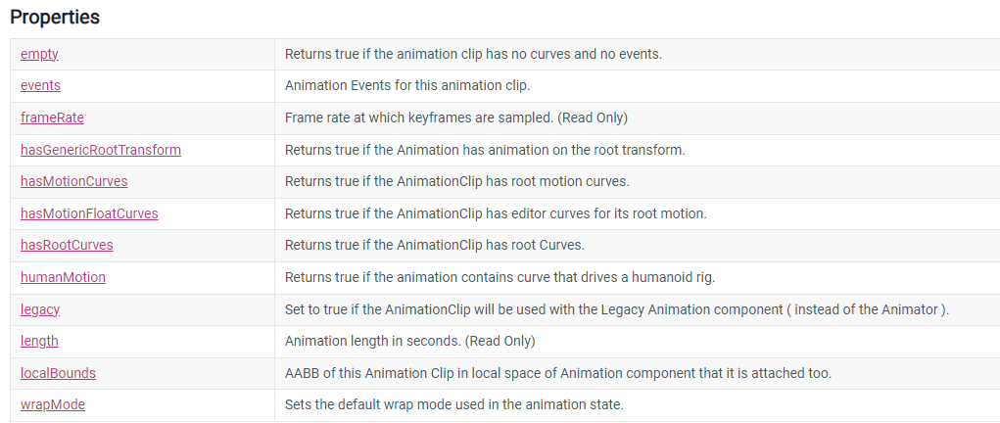 Properties
empty Returns true if the animation clip has no curves and no events.
events Animation Events for this animation clip.
frameRate Frame rate at which keyframes are sampled. (Read Only)
hasGenericRootTransform Returns true if the Animation has animation on the root transform.
hasMotionCurves Returns true if the AnimationClip has root motion curves.
hasMotionFloatCurves Returns true if the AnimationClip has editor curves for its root motion.
hasRootCurves Returns true if the AnimationClip has root Curves.
humanMotion Returns true if the animation contains curve that drives a humanoid rig.
legacy Set to true if the AnimationClip will be used with the Legacy Animation component ( instead of the Animator ).
length Animation length in seconds. (Read Only)
localBounds AABB of this Animation Clip in local space of Animation component that it is attached too.
wrapMode Sets the default wrap mode used in the animation state.